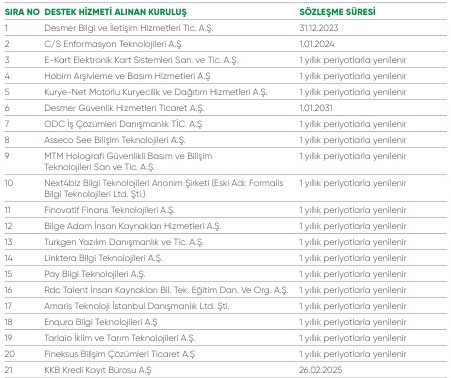 SIRA NO DESTEK HİZMETİ ALINAN KURULUŞ SÖZLEŞME SÜRESİ
1 Desmer Bilgi ve İletişim Hizmetleri Tic. A.Ş. 31.12.2023
2 C/S Enformasyon Teknolojileri A.Ş. 1.01.2024
3 E-Kart Elektronik Kart Sistemleri San. ve Tic. A.Ş. 1 yıllık periyotlarla yenilenir
4 Hobim Arşivleme ve Basım Hizmetleri A.Ş 1 yıllık periyotlarla yenilenir
5 Kurye-Net Motorlu Kuryecilik ve Dağıtım Hizmetleri A.Ş. 1 yıllık periyotlarla yenilenir
6 Desmer Güvenlik Hizmetleri Ticaret A.Ş. 1.01.2031
7 ODC İş Çözümleri Danışmanlık TİC. A.Ş 1 yıllık periyotlarla yenilenir
8 Asseco See Bilişim Teknolojileri A.Ş. 1 yıllık periyotlarla yenilenir
9 MTM Holografi Güvenlikli Basım ve Bilişim 1 yıllık periyotlarla yenilenir
Teknolojileri San ve Tic. A.Ş.
10 Next4biz Bilgi Teknolojileri Anonim Şirketi (Eski Adı: Formalis 1 yıllık periyotlarla yenilenir
Bilgi Teknolojileri Ltd. Şti.)
11 Finovatif Finans Teknolojileri A.Ş. 1 yıllık periyotlarla yenilenir
12 Bilge Adam İnsan Kaynakları Hizmetleri A.Ş. 1 yıllık periyotlarla yenilenir
13 Turkgen Yazılım Danışmanlık ve Tic. A.Ş. 1 yıllık periyotlarla yenilenir
14 Linktera Bilgi Teknolojileri A.Ş. 1 yıllık periyotlarla yenilenir
15 Pay Bilgi Teknolojileri A.Ş. 1 yıllık periyotlarla yenilenir
16 Rdc Talent İnsan Kaynakları Bil. Tek. Eğitim Dan. Ve Org. A.Ş. 1 yıllık periyotlarla yenilenir
17 Amaris Teknoloji İstanbul Danışmanlık Ltd. Şti. 1 yıllık periyotlarla yenilenir
18 Enqura Bilgi Teknolojileri A.Ş 1 yıllık periyotlarla yenilenir
19 Tarlaio İklim ve Tarım Teknolojileri A.Ş. 1 yıllık periyotlarla yenilenir
20 Fineksus Bilişim Çözümleri Ticaret A.Ş 1 yıllık periyotlarla yenilenir
21 KKB Kredi Kayıt Bürosu A.Ş 26.02.2025